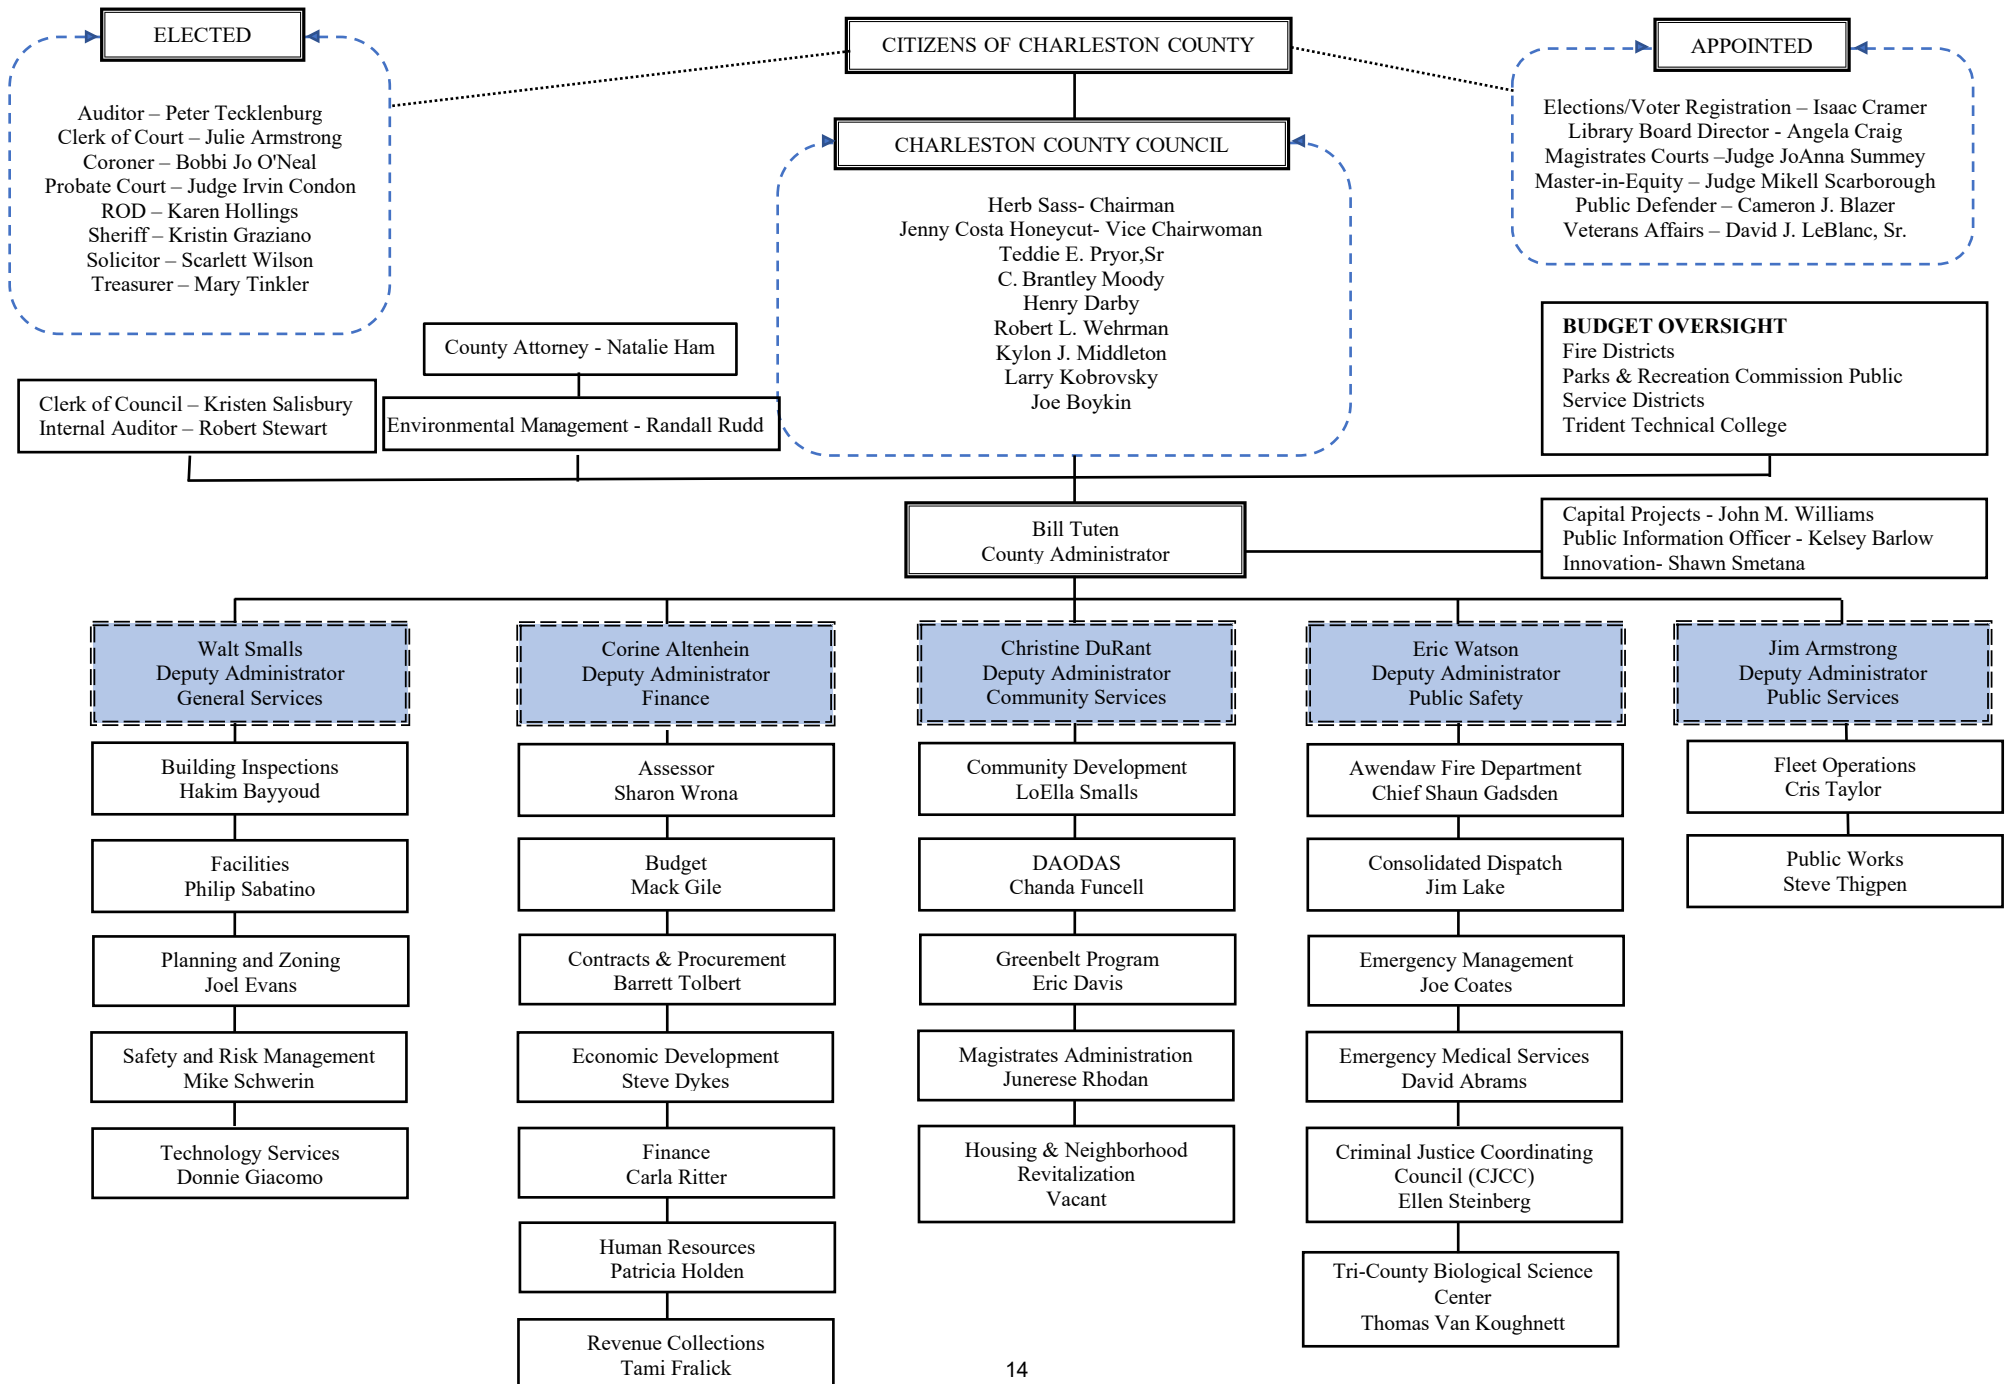 ELECTED
Auditor – Peter Tecklenburg
Clerk of Court – Julie Armstrong
Coroner – Bobbi Jo O'Neal
Probate Court – Judge Irvin Condon
ROD – Karen Hollings
Sheriff – Kristin Graziano
Solicitor – Scarlett Wilson
Treasurer – Mary Tinkler
CITIZENS OF CHARLESTON COUNTY
CHARLESTON COUNTY COUNCIL
Herb Sass- Chairman
Jenny Costa Honeycut- Vice Chairwoman
Teddie E. Pryor,Sr
C. Brantley Moody
Henry Darby
Robert L. Wehrman
Kylon J. Middleton
Larry Kobrovsky
Joe Boykin
APPOINTED
Elections/Voter Registration – Isaac Cramer
Library Board Director - Angela Craig
Magistrates Courts –Judge JoAnna Summey
Master-in-Equity – Judge Mikell Scarborough
Public Defender – Cameron J. Blazer
Veterans Affairs – David J. LeBlanc, Sr.
County Attorney - Natalie Ham
Clerk of Council – Kristen Salisbury
Internal Auditor – Robert Stewart
Environmental Management - Randall Rudd
BUDGET OVERSIGHT
Fire Districts
Parks & Recreation Commission Public
Service Districts
Trident Technical College
Bill Tuten
County Administrator
Capital Projects - John M. Williams
Public Information Officer - Kelsey Barlow
Innovation- Shawn Smetana
Walt Smalls
Deputy Administrator
General Services
Building Inspections
Hakim Bayyoud
Facilities
Philip Sabatino
Planning and Zoning
Joel Evans
Safety and Risk Management
Mike Schwerin
Technology Services
Donnie Giacomo
Corine Altenhein
Deputy Administrator
Finance
Assessor
Sharon Wrona
Budget
Mack Gile
Contracts & Procurement
Barrett Tolbert
Economic Development
Steve Dykes
Finance
Carla Ritter
Human Resources
Patricia Holden
Revenue Collections
Tami Fralick
Christine DuRant
Deputy Administrator
Community Services
Community Development
LoElla Smalls
DAODAS
Chanda Funcell
Greenbelt Program
Eric Davis
Magistrates Administration
Junerese Rhodan
Housing & Neighborhood
Revitalization
Vacant
Eric Watson
Deputy Administrator
Public Safety
Awendaw Fire Department
Chief Shaun Gadsden
Consolidated Dispatch
Jim Lake
Emergency Management
Joe Coates
Emergency Medical Services
David Abrams
Criminal Justice Coordinating
Council (CJCC)
Ellen Steinberg
Tri-County Biological Science
Center
Thomas Van Koughnett
Jim Armstrong
Deputy Administrator
Public Services
Fleet Operations
Cris Taylor
Public Works
Steve Thigpen
14